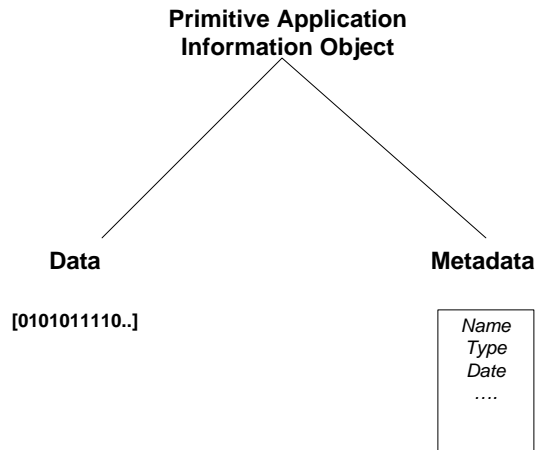 Primitive Application
Information Object
Data
Metadata
[0101011110..]
Name
Type
Date
….